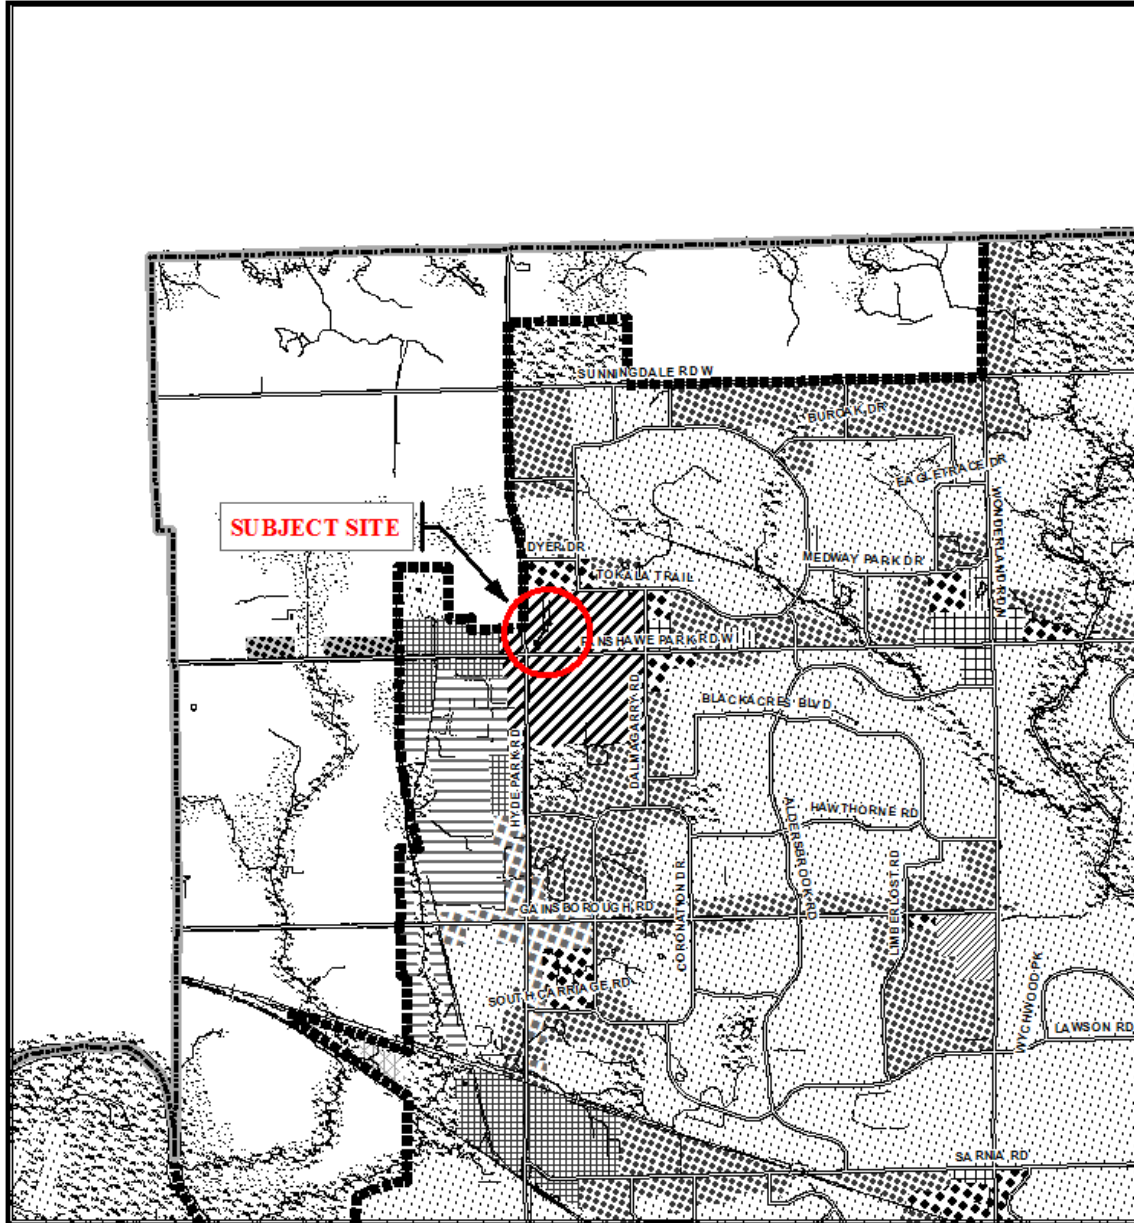 SUNNINGDALE RD W
BUROAK DR
EAGLETRACE DR
WONDERLAND RD N
SUBJECT SITE
DYER DR
MEDWAY PARK DR
TOKALA TRAIL
FANSHAWE PARK RD W
DALMAGARRY RD
BLACKACRES BLVD
HYDE PARK RD
HAWTHORNE RD
ALDERSBROOK RD
GAINSBOROUGH RD
CORONATION DR
LIMBERLOST RD
SOUTH CARRIAGE RD
WYCHWOOD PK
LAWSON RD
SARNIA RD